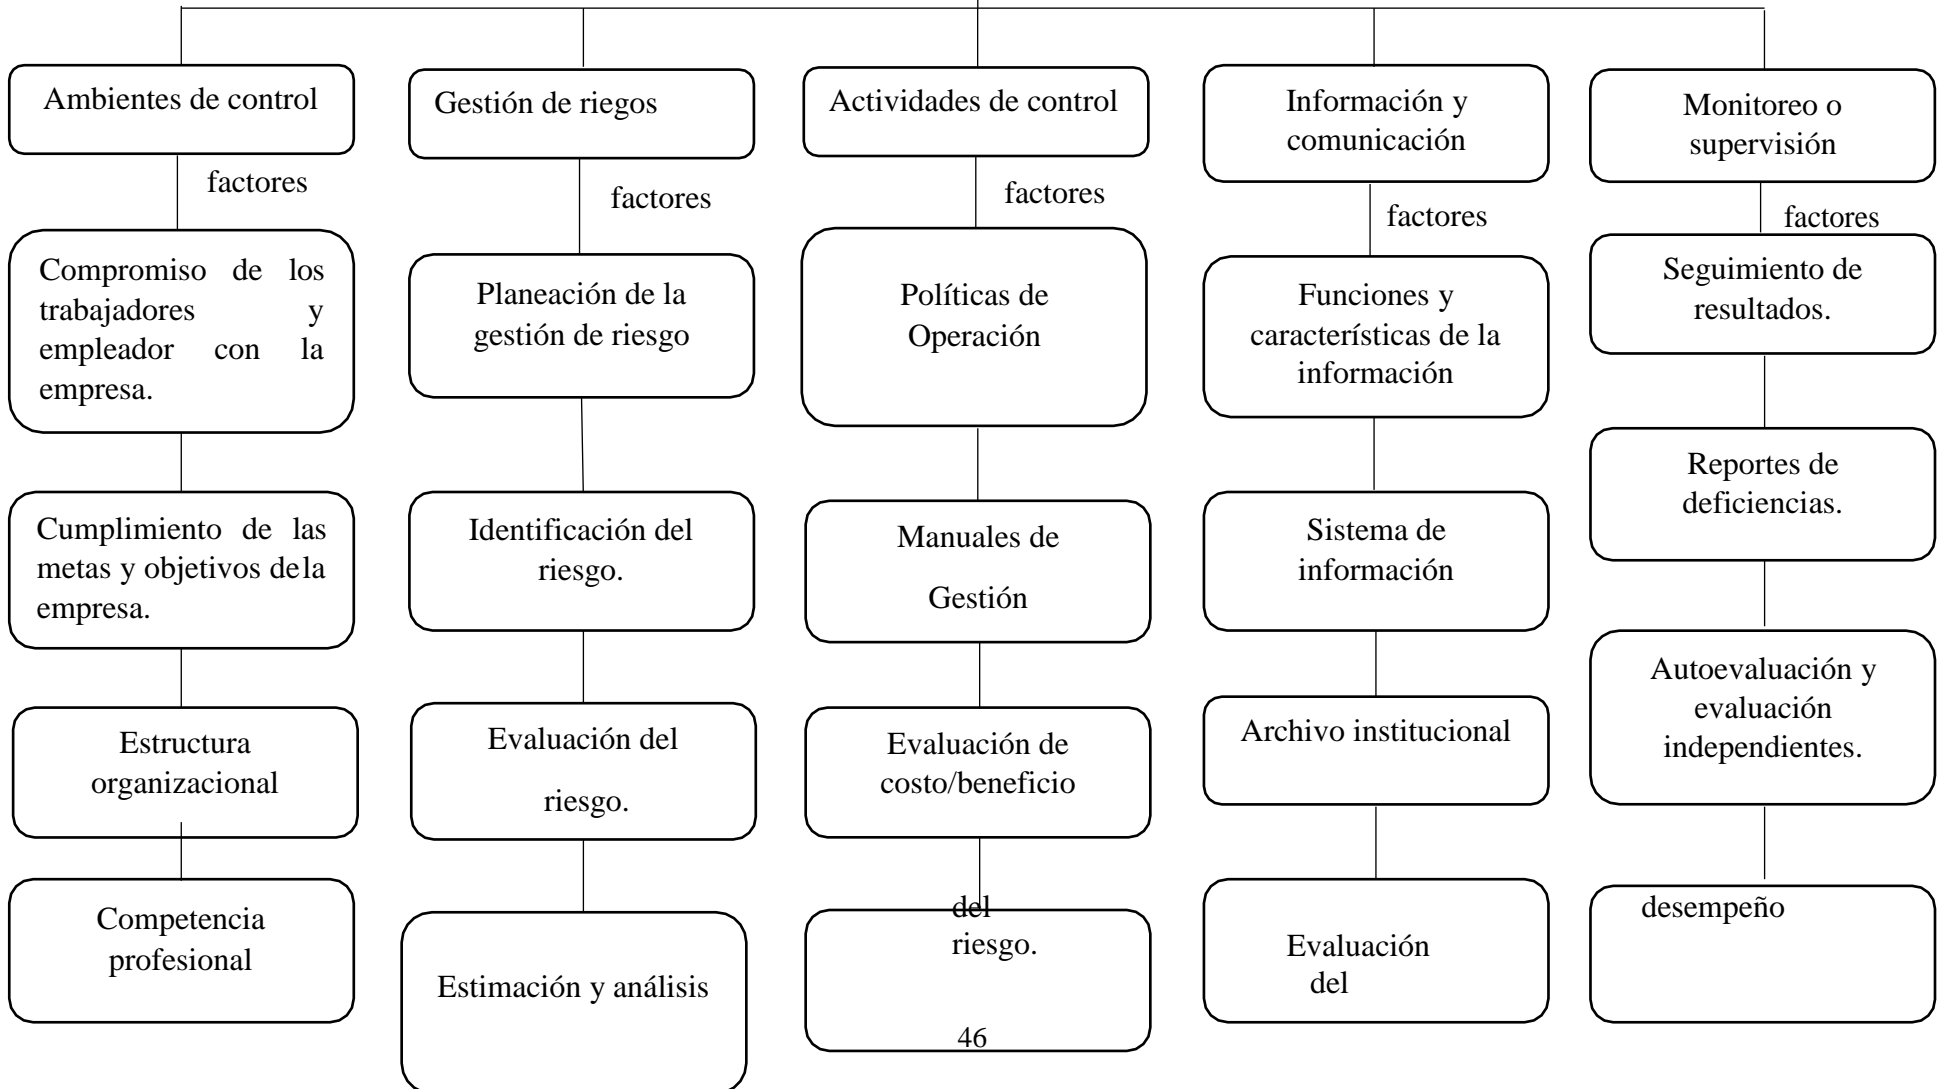 Ambientes de control
factores
Compromiso de los
trabajadores y
empleador con la
empresa.
Cumplimiento de las
metas y objetivos dela
empresa.
Estructura
organizacional
Competencia
profesional
Gestión de riegos
factores
Planeación de la
gestión de riesgo
Identificación del
riesgo.
Evaluación del
riesgo.
Estimación y análisis
Actividades de control
factores
Políticas de
Operación
Manuales de
Gestión
Evaluación de
costo/beneficio
del
riesgo.
46
Información y
comunicación
factores
Funciones y
características de la
información
Sistema de
información
Archivo institucional
Evaluación
del
Monitoreo o
supervisión
factores
Seguimiento de
resultados.
Reportes de
deficiencias.
Autoevaluación y
evaluación
independientes.
desempeño